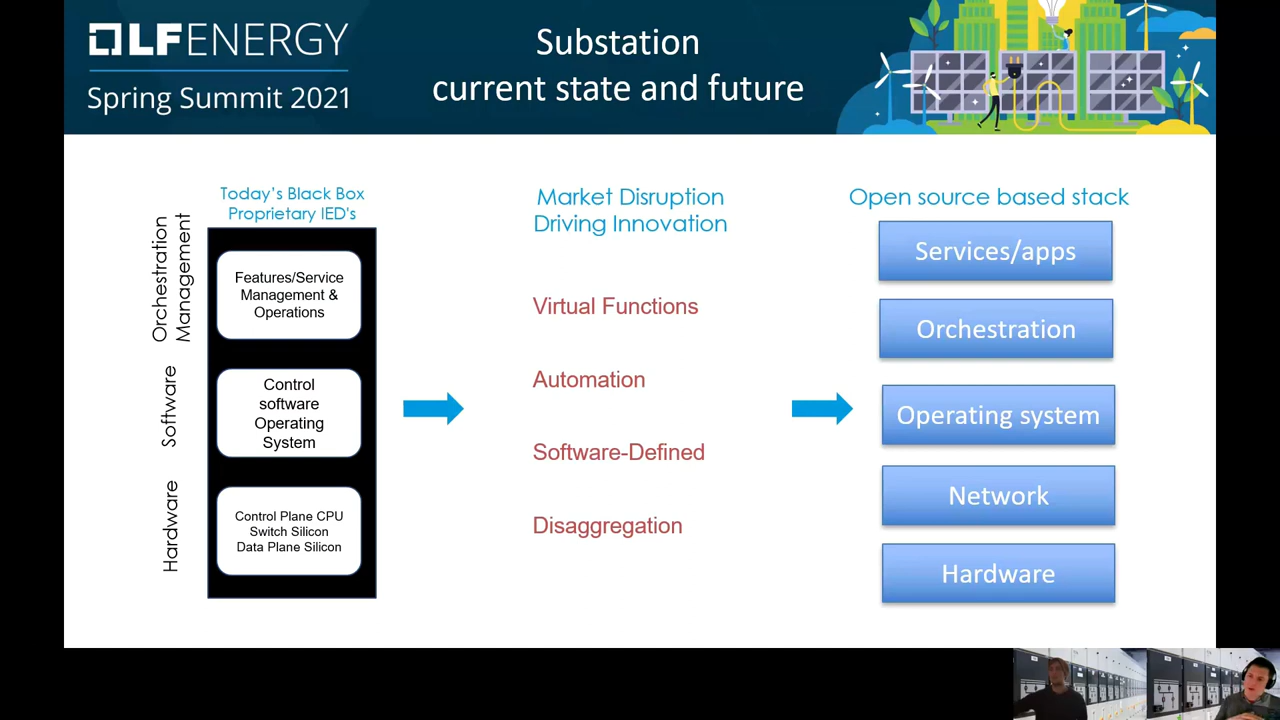 LFENERGY
Spring Summit 2021
Substation
current state and future
Today's Black Box
Proprietary IED's
Orchestration
Management
Features/Service
Management &
Operations
Software
Control
software
Operating
System
Hardware
Control Plane CPU
Switch Silicon
Data Plane Silicon
Market Disruption
Driving Innovation
Virtual Functions
Automation
Software-Defined
Disaggregation
Open source based stack
Services/apps
Orchestration
Operating system
Network
Hardware